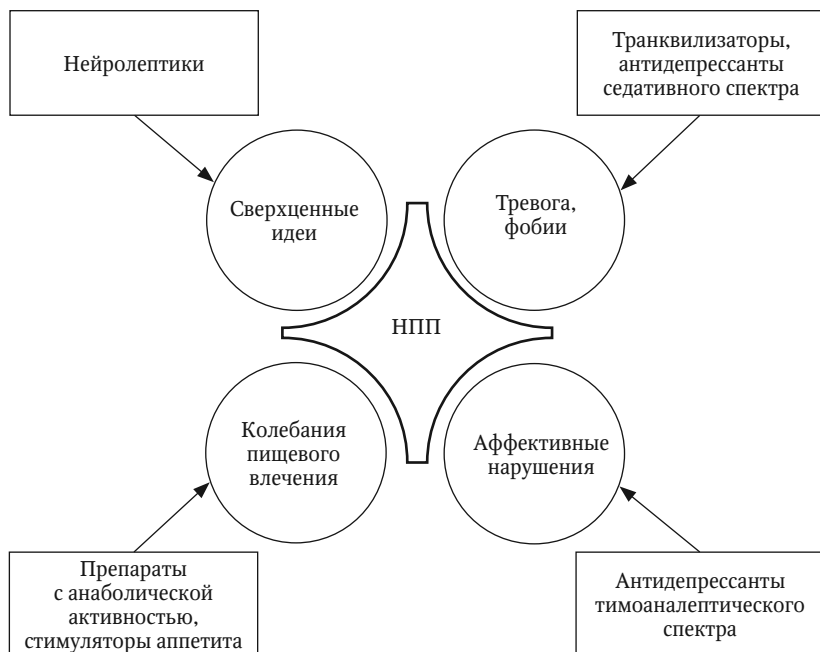 Нейролептики
Транквилизаторы,
антидепрессанты
седативного спектра
Сверхценные
идеи
Тревога,
фобии
НПП
Колебания
пищевого
влечения
Аффективные
нарушения
Препараты
с анаболической
активностью,
стимуляторы аппетита
Антидепрессанты
тимоаналептического
спектра